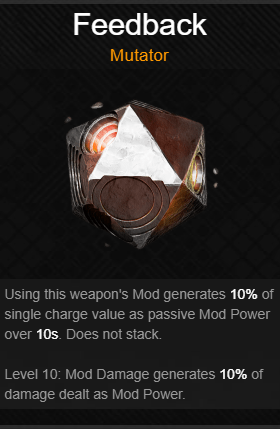 Feedback
Mutator
Using this weapon's Mod generates 10% of
single charge value as passive Mod Power
over 10s. Does not stack.
Level 10: Mod Damage generates 10% of
damage dealt as Mod Power.